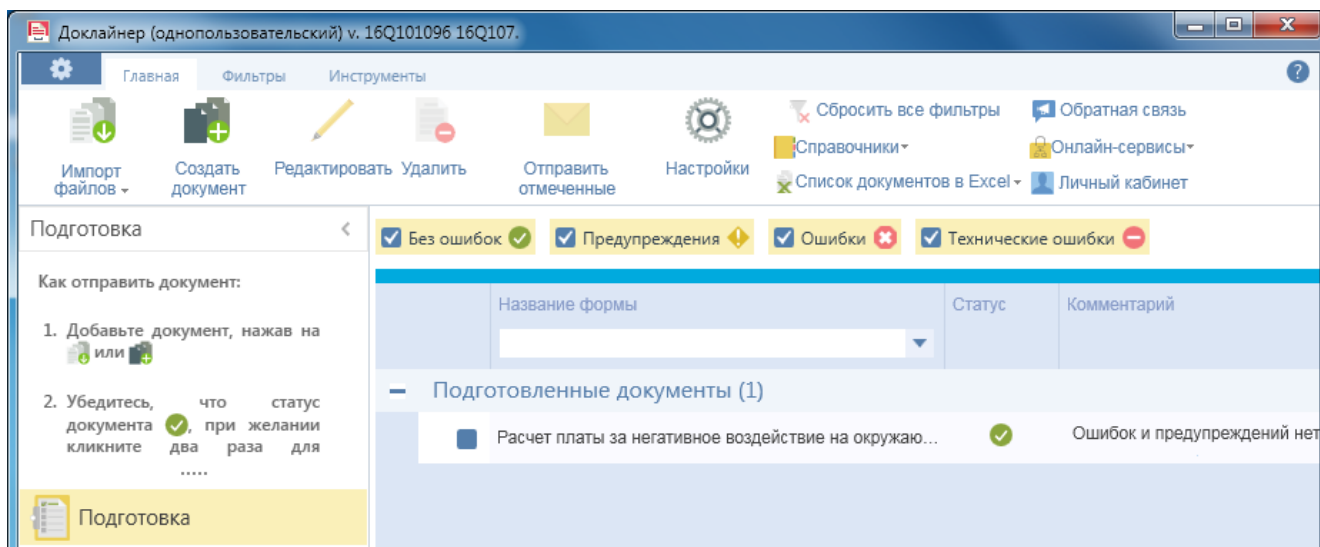 Доклайнер (однопользовательский) v. 16Q101096 16Q107.
Главная Фильтры Инструменты
Импорт файлов
Создать документ
Редактировать
Удалить
Отправить отмеченные
Настройки
Сбросить все фильтры
Справочники
Список документов в Excel
Обратная связь
Онлайн-сервисы
Личный кабинет
Подготовка
Без ошибок Предупреждения Ошибки Технические ошибки
Как отправить документ:
1. Добавьте документ, нажав на
или
2. Убедитесь, что статус
документа , при желании
кликните два раза для
.....
Подготовка
Название формы Статус Комментарий
Подготовленные документы (1)
Расчет платы за негативное воздействие на окружаю... Ошибок и предупреждений нет